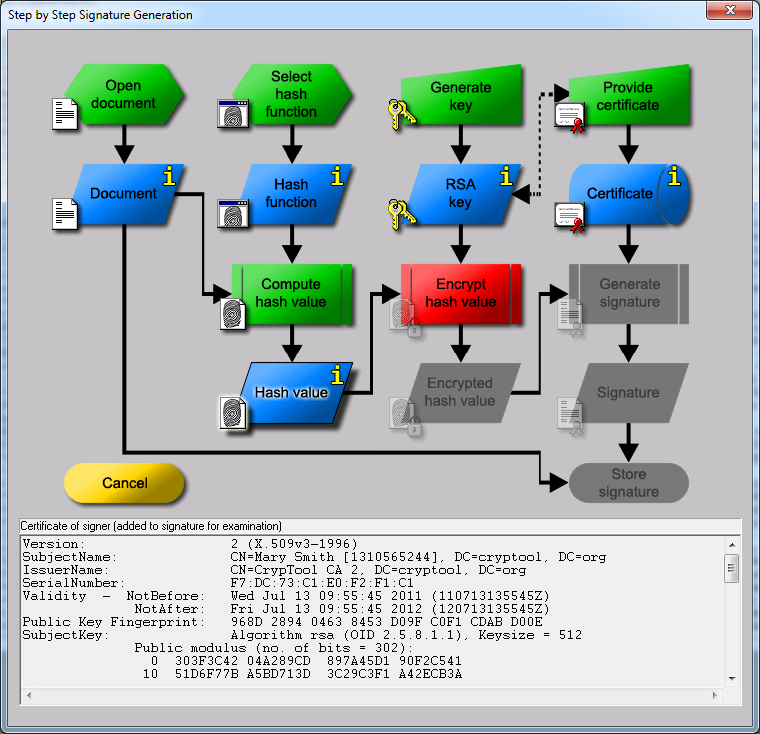 Step by Step Signature Generation
Open
document
Select
hash
function
Generate
key
Provide
certificate
Document
i
Hash
function
i
RSA
key
i
Certificate
i
Compute
hash value
Encrypt
hash value
Generate
signature
Hash value
i
Encrypted
hash value
Signature
Cancel
Store
signature
Certificate of signer (added to signature for examination)
Version: 2 (X.509v3-1996)
SubjectName: CN=Mary Smith [1310565244], DC=cryptool, DC=org
IssuerName: CN=CrypTool CA 2, DC=cryptool, DC=org
SerialNumber: F7:DC:73:C1:E0:F2:F1:C1
Validity - NotBefore: Wed Jul 13 09:55:45 2011 (110713135545Z)
NotAfter: Fri Jul 13 09:55:45 2012 (120713135545Z)
Public Key Fingerprint: 968D 2894 0463 8453 D09F C0F1 CDAB D00E
SubjectKey: Algorithm rsa (OID 2.5.8.1.1), Keysize = 512
Public modulus (no. of bits = 302):
0 303F3C42 04A289CD 897A45D1 90F2C541
10 51D6F77B A5BD713D 3C29C3F1 A42ECB3A